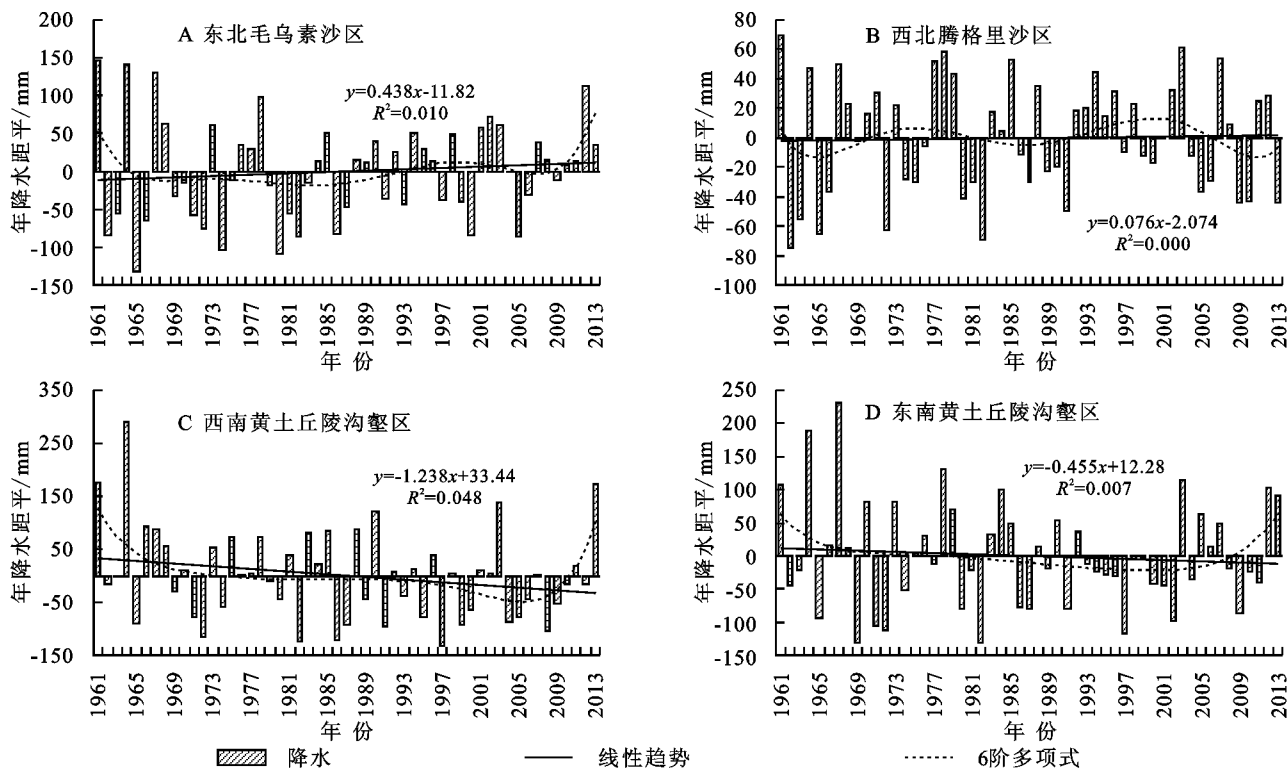 A 东北毛乌素沙区
y=0.438x-11.82
R²=0.010
年降水距平/mm
200
150
100
50
0
-50
-100
-150
1961 1965 1969 1973 1977 1981 1985 1989 1993 1997 2001 2005 2009 2013
年 份
B 西北腾格里沙区
y=0.076x-2.074
R²=0.000
年降水距平/mm
80
60
40
20
0
-20
-40
-60
-80
-100
1961 1965 1969 1973 1977 1981 1985 1989 1993 1997 2001 2005 2009 2013
年 份
C 西南黄土丘陵沟壑区
y=-1.238x+33.44
R²=0.048
年降水距平/mm
350
250
150
50
-50
-150
1961 1965 1969 1973 1977 1981 1985 1989 1993 1997 2001 2005 2009 2013
年 份
D 东南黄土丘陵沟壑区
y=-0.455x+12.28
R²=0.007
年降水距平/mm
250
200
150
100
50
0
-50
-100
-150
1961 1965 1969 1973 1977 1981 1985 1989 1993 1997 2001 2005 2009 2013
年 份
降水 线性趋势 6阶多项式